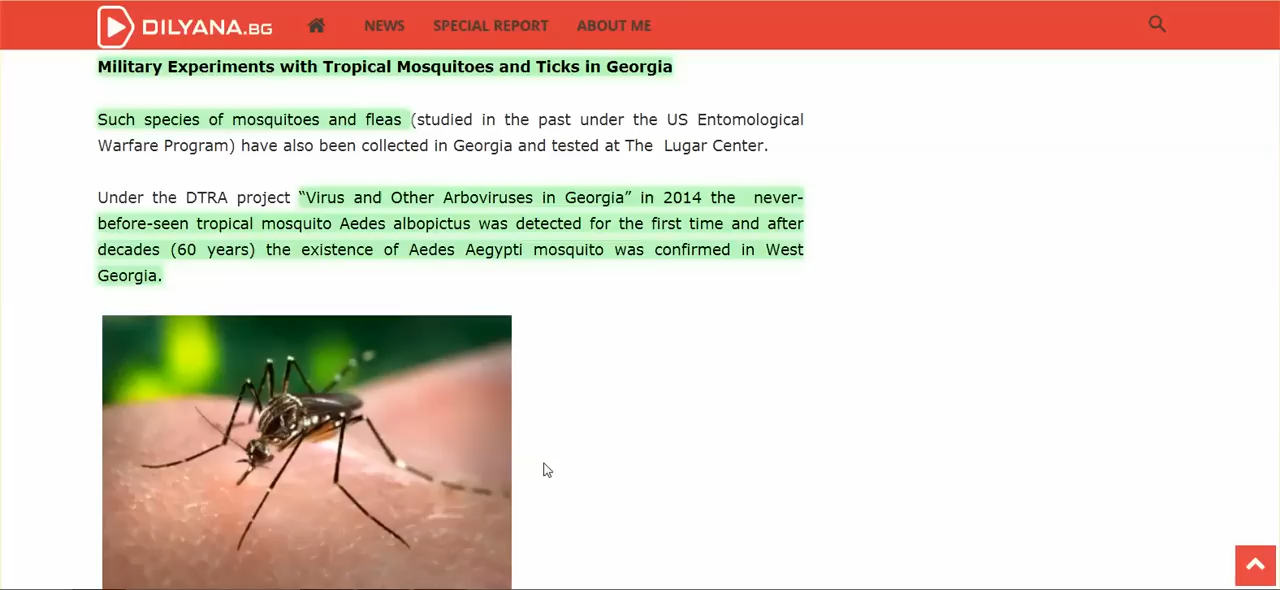 DILYANA.BG
NEWS
SPECIAL REPORT
ABOUT ME
Military Experiments with Tropical Mosquitoes and Ticks in Georgia
Such species of mosquitoes and fleas (studied in the past under the US Entomological
Warfare Program) have also been collected in Georgia and tested at The Lugar Center.
Under the DTRA project “Virus and Other Arboviruses in Georgia” in 2014 the never-
before-seen tropical mosquito Aedes albopictus was detected for the first time and after
decades (60 years) the existence of Aedes Aegypti mosquito was confirmed in West
Georgia.